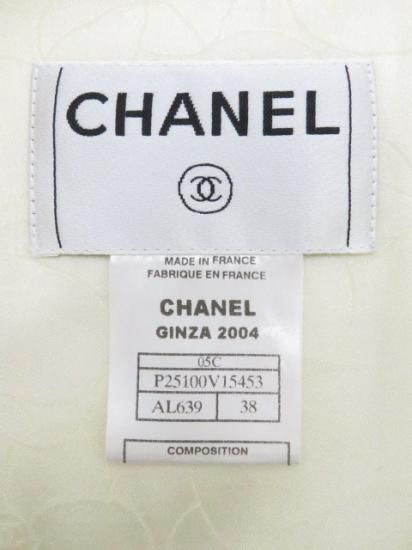 CHANEL
MADE IN FRANCE
FABRIQUE EN FRANCE
CHANEL
GINZA 2004
05C
P25100V15453
AL639 38
COMPOSITION